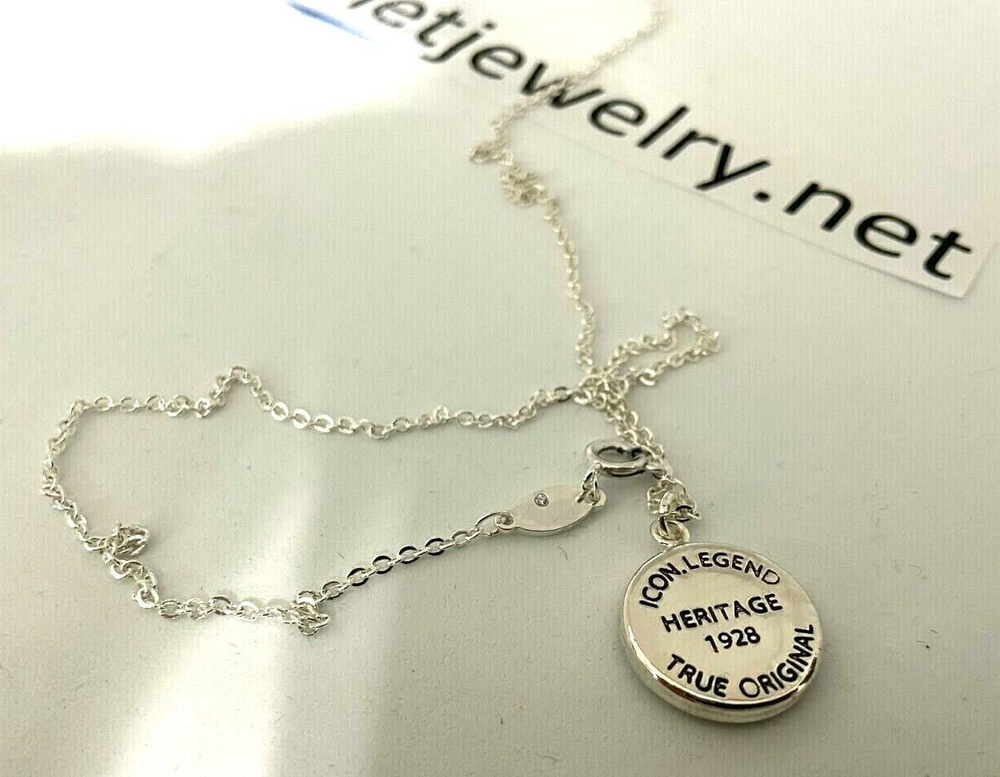 etjewelry.net
ICON.LEGEND
HERITAGE
1928
TRUE ORIGINAL